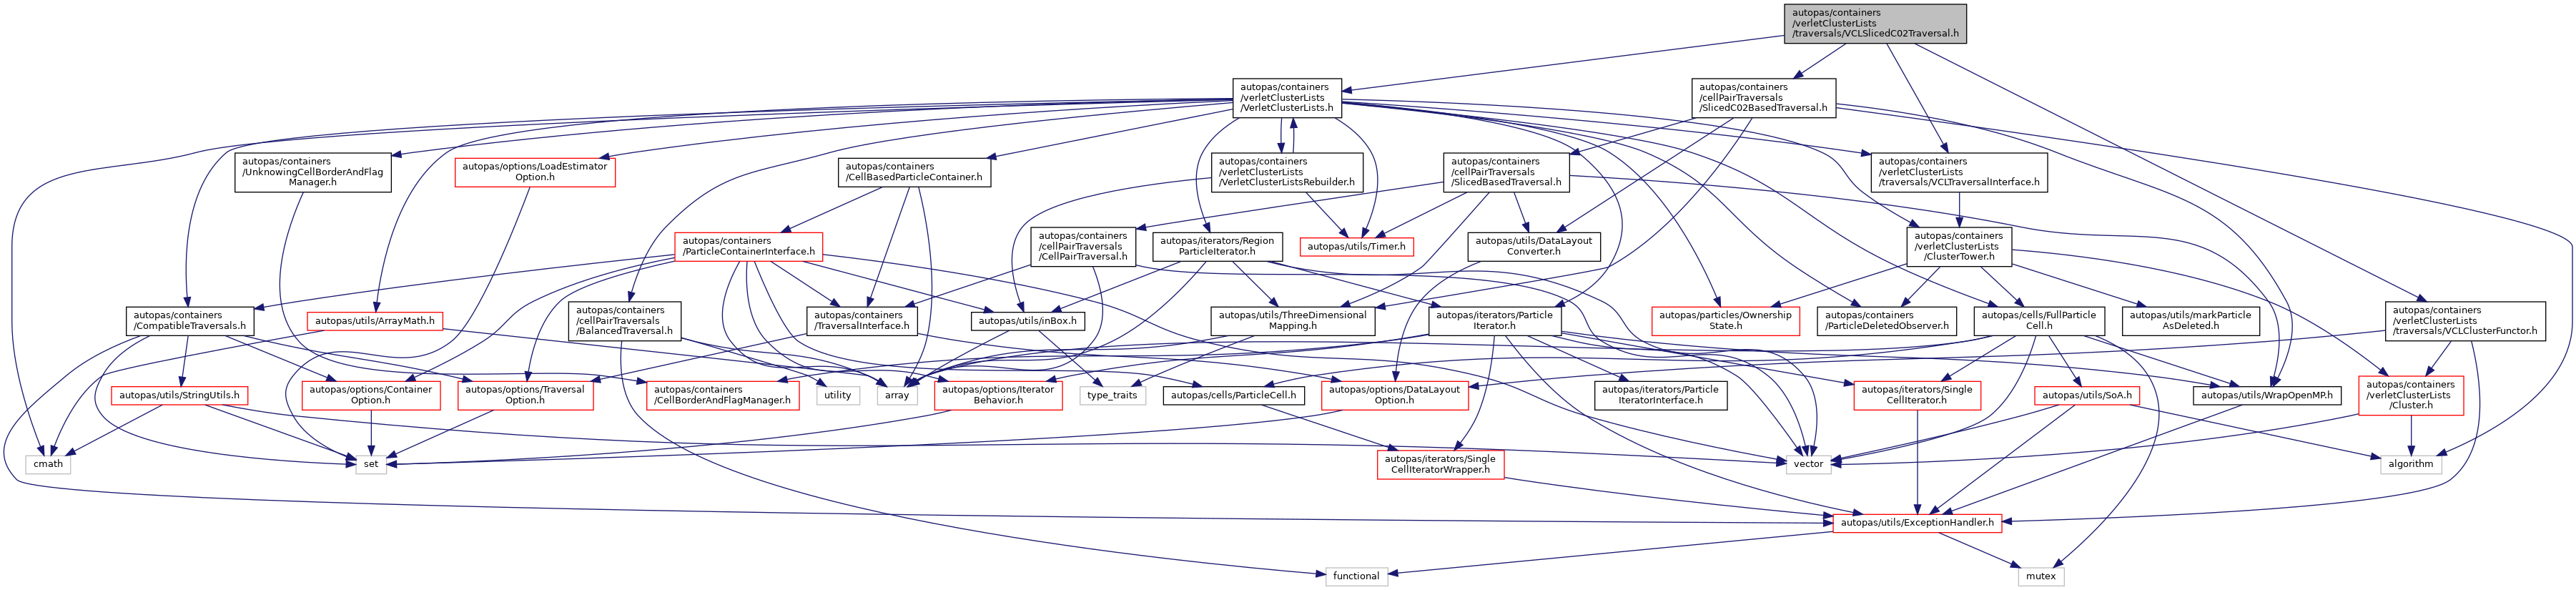 autopas/containers
/verletClusterLists
/traversals/VCLSlicedC02Traversal.h
autopas/containers
/verletClusterLists
/VerletClusterLists.h
autopas/containers
/cellPairTraversals
/SlicedC02BasedTraversal.h
autopas/containers
/UnknowingCellBorderAndFlag
Manager.h
autopas/options/LoadEstimator
Option.h
autopas/containers
/CellBasedParticleContainer.h
autopas/containers
/verletClusterLists
/VerletClusterListsRebuilder.h
autopas/containers
/cellPairTraversals
/SlicedBasedTraversal.h
autopas/containers
/verletClusterLists
/traversals/VCLTraversalInterface.h
autopas/containers
/ParticleContainerInterface.h
autopas/containers
/cellPairTraversals
/CellPairTraversal.h
autopas/iterators/Region
ParticleIterator.h
autopas/utils/Timer.h
autopas/utils/DataLayout
Converter.h
autopas/containers
/verletClusterLists
/ClusterTower.h
autopas/containers
/CompatibleTraversals.h
autopas/utils/ArrayMath.h
autopas/containers
/cellPairTraversals
/BalancedTraversal.h
autopas/containers
/TraversalInterface.h
autopas/utils/inBox.h
autopas/utils/ThreeDimensional
Mapping.h
autopas/iterators/Particle
Iterator.h
autopas/particles/Ownership
State.h
autopas/containers
/ParticleDeletedObserver.h
autopas/cells/FullParticle
Cell.h
autopas/utils/markParticle
AsDeleted.h
autopas/containers
/verletClusterLists
/traversals/VCLClusterFunctor.h
autopas/utils/StringUtils.h
autopas/options/Container
Option.h
autopas/options/Traversal
Option.h
autopas/containers
/CellBorderAndFlagManager.h
utility
array
autopas/options/Iterator
Behavior.h
type_traits
autopas/cells/ParticleCell.h
autopas/options/DataLayout
Option.h
autopas/iterators/Particle
IteratorInterface.h
autopas/iterators/Single
CellIterator.h
autopas/utils/SoA.h
autopas/utils/WrapOpenMP.h
autopas/containers
/verletClusterLists
/Cluster.h
cmath
set
autopas/iterators/Single
CellIteratorWrapper.h
vector
algorithm
autopas/utils/ExceptionHandler.h
functional
mutex